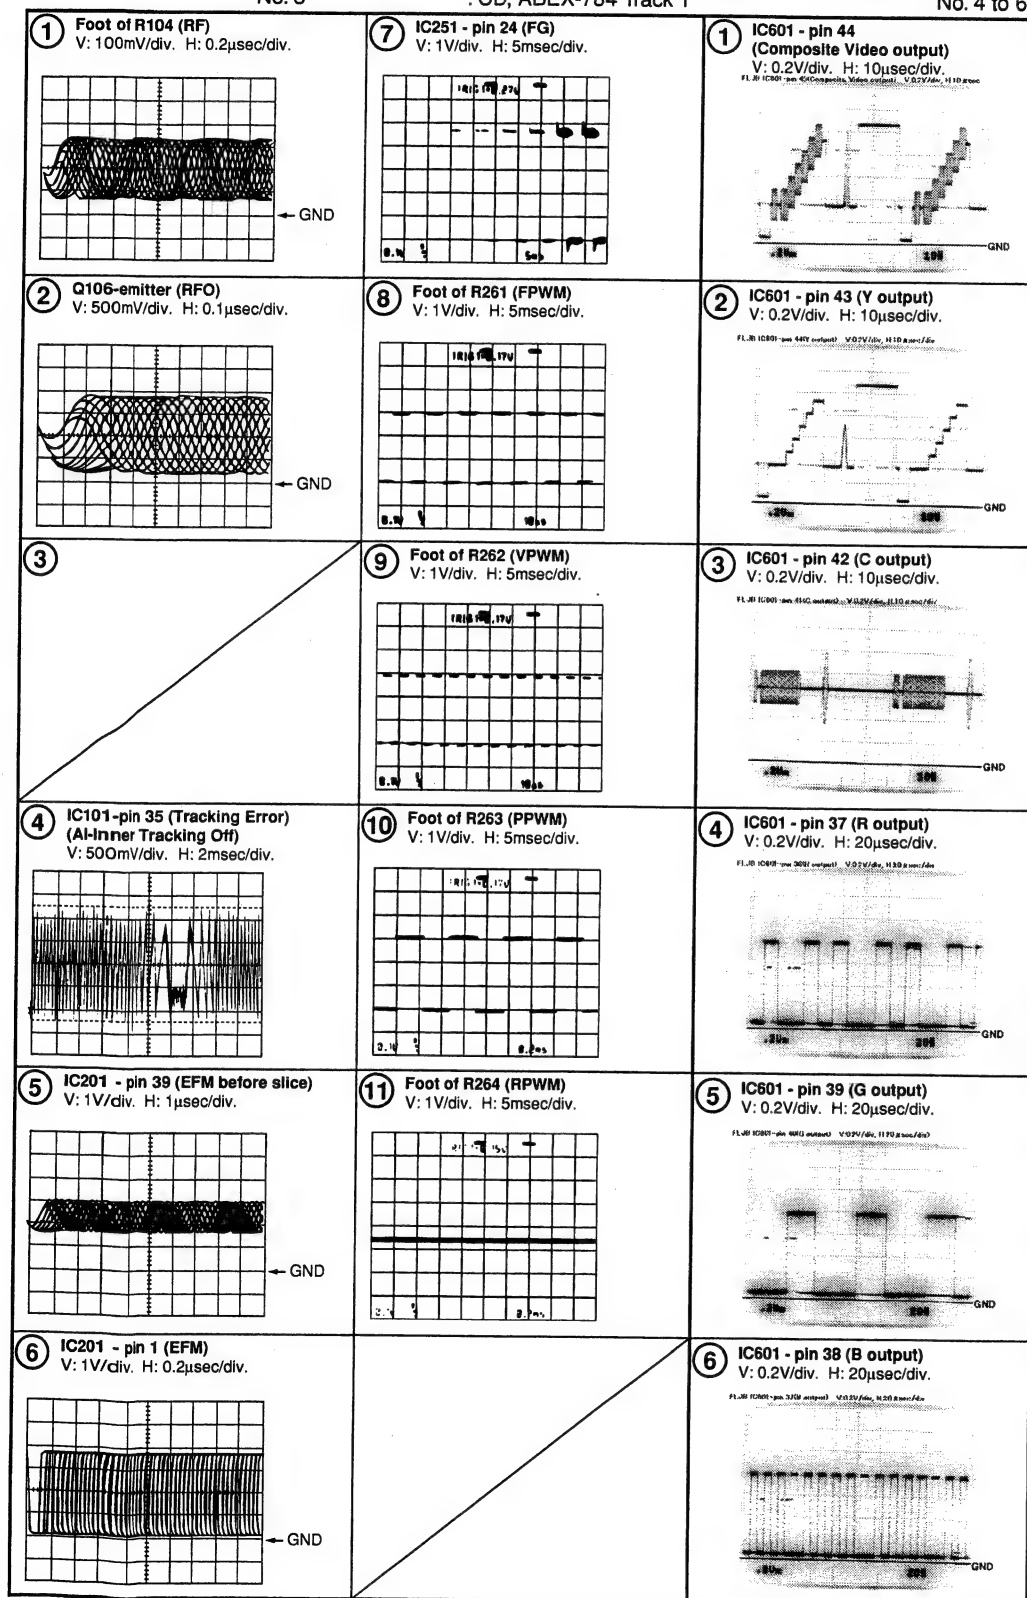 No. 4 to 6
① Foot of R104 (RF)
V: 100mV/div. H: 0.2µsec/div.
GND
② Q106-emitter (RFO)
V: 500mV/div. H: 0.1µsec/div.
GND
③
④ IC101-pin 35 (Tracking Error)
(Al-Inner Tracking Off)
V: 500mV/div. H: 2msec/div.
⑤ IC201 - pin 39 (EFM before slice)
V: 1V/div. H: 1µsec/div.
GND
⑥ IC201 - pin 1 (EFM)
V: 1V/div. H: 0.2µsec/div.
GND
⑦ IC251 - pin 24 (FG)
V: 1V/div. H: 5msec/div.
5ms
⑧ Foot of R261 (FPWM)
V: 1V/div. H: 5msec/div.
⑨ Foot of R262 (VPWM)
V: 1V/div. H: 5msec/div.
⑩ Foot of R263 (PPWM)
V: 1V/div. H: 5msec/div.
0.2ms
⑪ Foot of R264 (RPWM)
V: 1V/div. H: 5msec/div.
① IC601 - pin 44
(Composite Video output)
V: 0.2V/div. H: 10µsec/div.
GND
② IC601 - pin 43 (Y output)
V: 0.2V/div. H: 10µsec/div.
GND
③ IC601 - pin 42 (C output)
V: 0.2V/div. H: 10µsec/div.
GND
④ IC601 - pin 37 (R output)
V: 0.2V/div. H: 20µsec/div.
GND
⑤ IC601 - pin 39 (G output)
V: 0.2V/div. H: 20µsec/div.
GND
⑥ IC601 - pin 38 (B output)
V: 0.2V/div. H: 20µsec/div.
GND